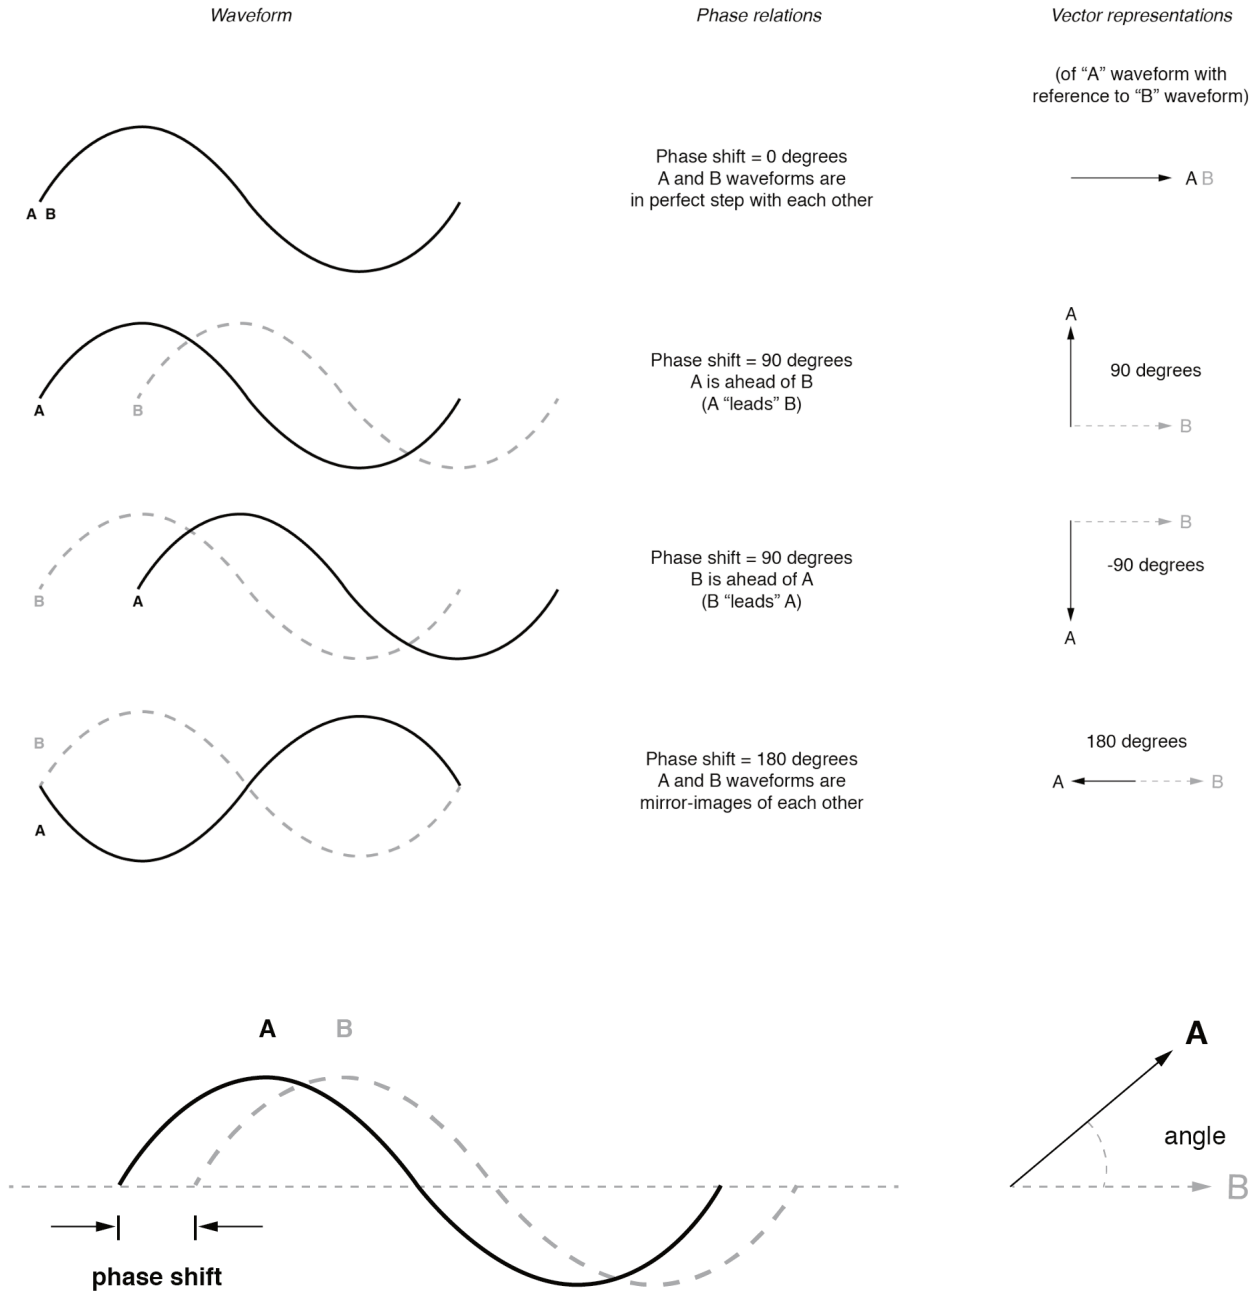 Waveform
Phase relations
Vector representations
(of “A” waveform with
reference to “B” waveform)
A B
Phase shift = 0 degrees
A and B waveforms are
in perfect step with each other
A B
A
B
Phase shift = 90 degrees
A is ahead of B
(A “leads” B)
A
90 degrees
B
B
A
Phase shift = 90 degrees
B is ahead of A
(B “leads” A)
B
-90 degrees
A
B
A
Phase shift = 180 degrees
A and B waveforms are
mirror-images of each other
180 degrees
A
B
A
B
phase shift
A
angle
B